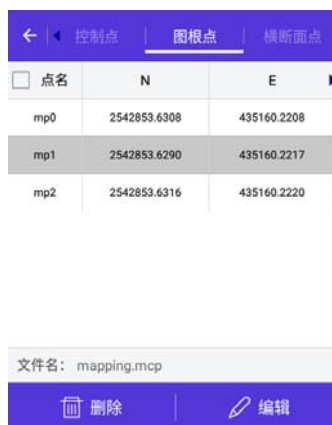 控制点 图根点 横断面点
点名 N E
mp0 2542853.6308 435160.2208
mp1 2542853.6290 435160.2217
mp2 2542853.6316 435160.2220
文件名： mapping.mcp
删除 编辑